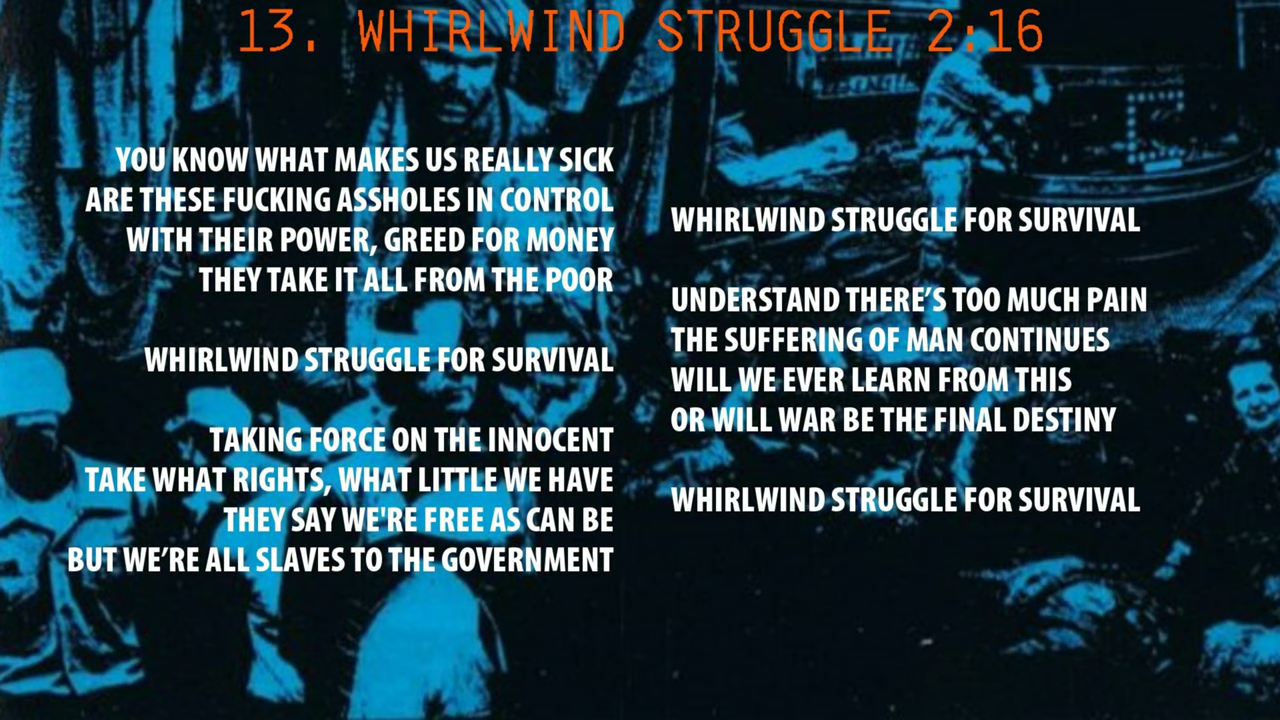 13. WHIRLWIND STRUGGLE 2:16
YOU KNOW WHAT MAKES US REALLY SICK
ARE THESE FUCKING ASSHOLES IN CONTROL
WITH THEIR POWER, GREED FOR MONEY
THEY TAKE IT ALL FROM THE POOR
WHIRLWIND STRUGGLE FOR SURVIVAL
TAKING FORCE ON THE INNOCENT
TAKE WHAT RIGHTS, WHAT LITTLE WE HAVE
THEY SAY WE'RE FREE AS CAN BE
BUT WE’RE ALL SLAVES TO THE GOVERNMENT
WHIRLWIND STRUGGLE FOR SURVIVAL
UNDERSTAND THERE’S TOO MUCH PAIN
THE SUFFERING OF MAN CONTINUES
WILL WE EVER LEARN FROM THIS
OR WILL WAR BE THE FINAL DESTINY
WHIRLWIND STRUGGLE FOR SURVIVAL